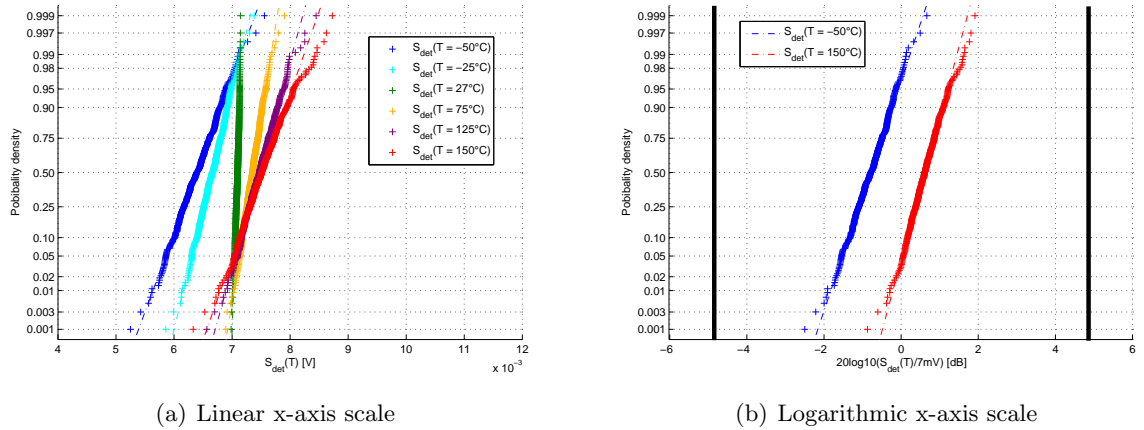 0.999
0.997
0.99
0.98
0.95
0.90
0.75
0.50
0.25
0.10
0.05
0.02
0.01
0.003
0.001
Pobibality density
4 5 6 7 8 9 10 11 12
S_det(T) [V]
x 10^-3
S_det(T = −50°C)
S_det(T = −25°C)
S_det(T = 27°C)
S_det(T = 75°C)
S_det(T = 125°C)
S_det(T = 150°C)
(a) Linear x-axis scale
0.999
0.997
0.99
0.98
0.95
0.90
0.75
0.50
0.25
0.10
0.05
0.02
0.01
0.003
0.001
Pobibality density
−6 −4 −2 0 2 4 6
20log10(S_det(T)/7mV) [dB]
S_det(T = −50°C)
S_det(T = 150°C)
(b) Logarithmic x-axis scale